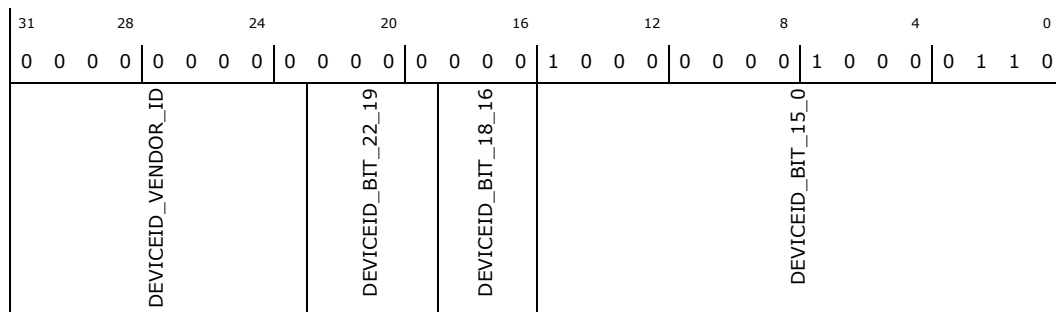 31 28 24 20 16 12 8 4 0
0 0 0 0 0 0 0 0 0 0 0 0 0 0 0 0 1 0 0 0 0 0 0 0 1 0 0 0 0 1 1 0
DEVICEID_VENDOR_ID
DEVICEID_BIT_22_19
DEVICEID_BIT_18_16
DEVICEID_BIT_15_0